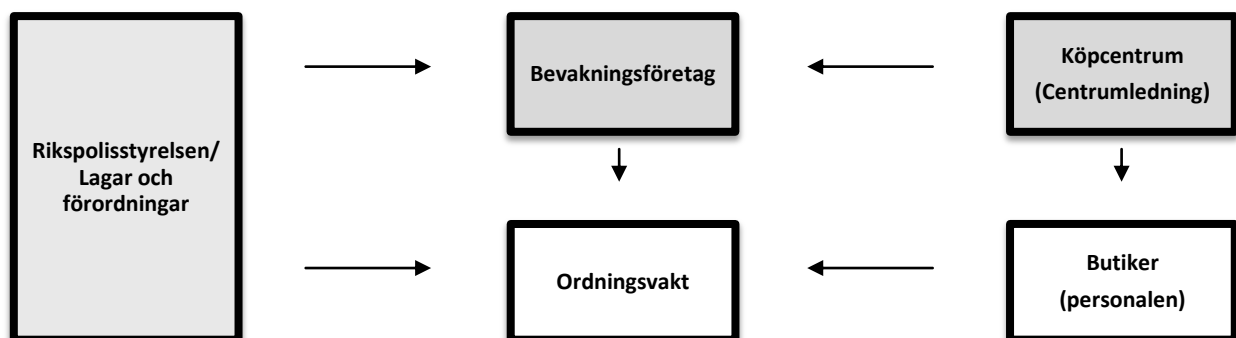 Rikspolisstyrelsen/
Lagar och
förordningar
Bevakningsföretag
Köpcentrum
(Centrumledning)
Ordningsvakt
Butiker
(personalen)